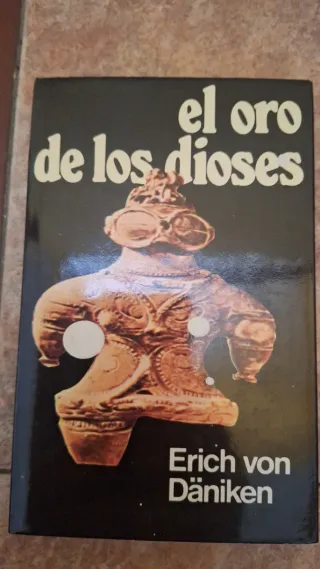 el oro
de los dioses
Erich von
Däniken